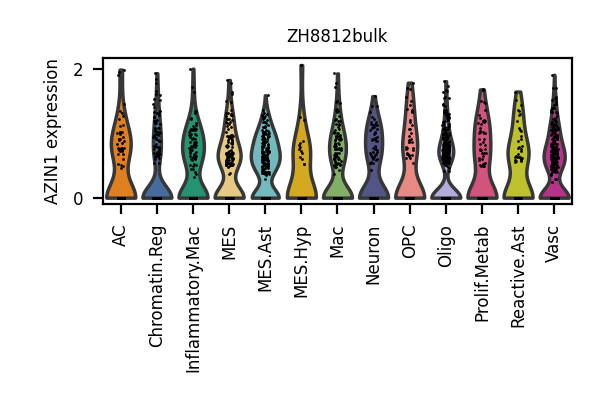 ZH8812bulk
AZIN1 expression
2
0
AC
Chromatin.Reg
Inflammatory.Mac
MES
MES.Ast
MES.Hyp
Mac
Neuron
OPC
Oligo
Prolif.Metab
Reactive.Ast
Vasc